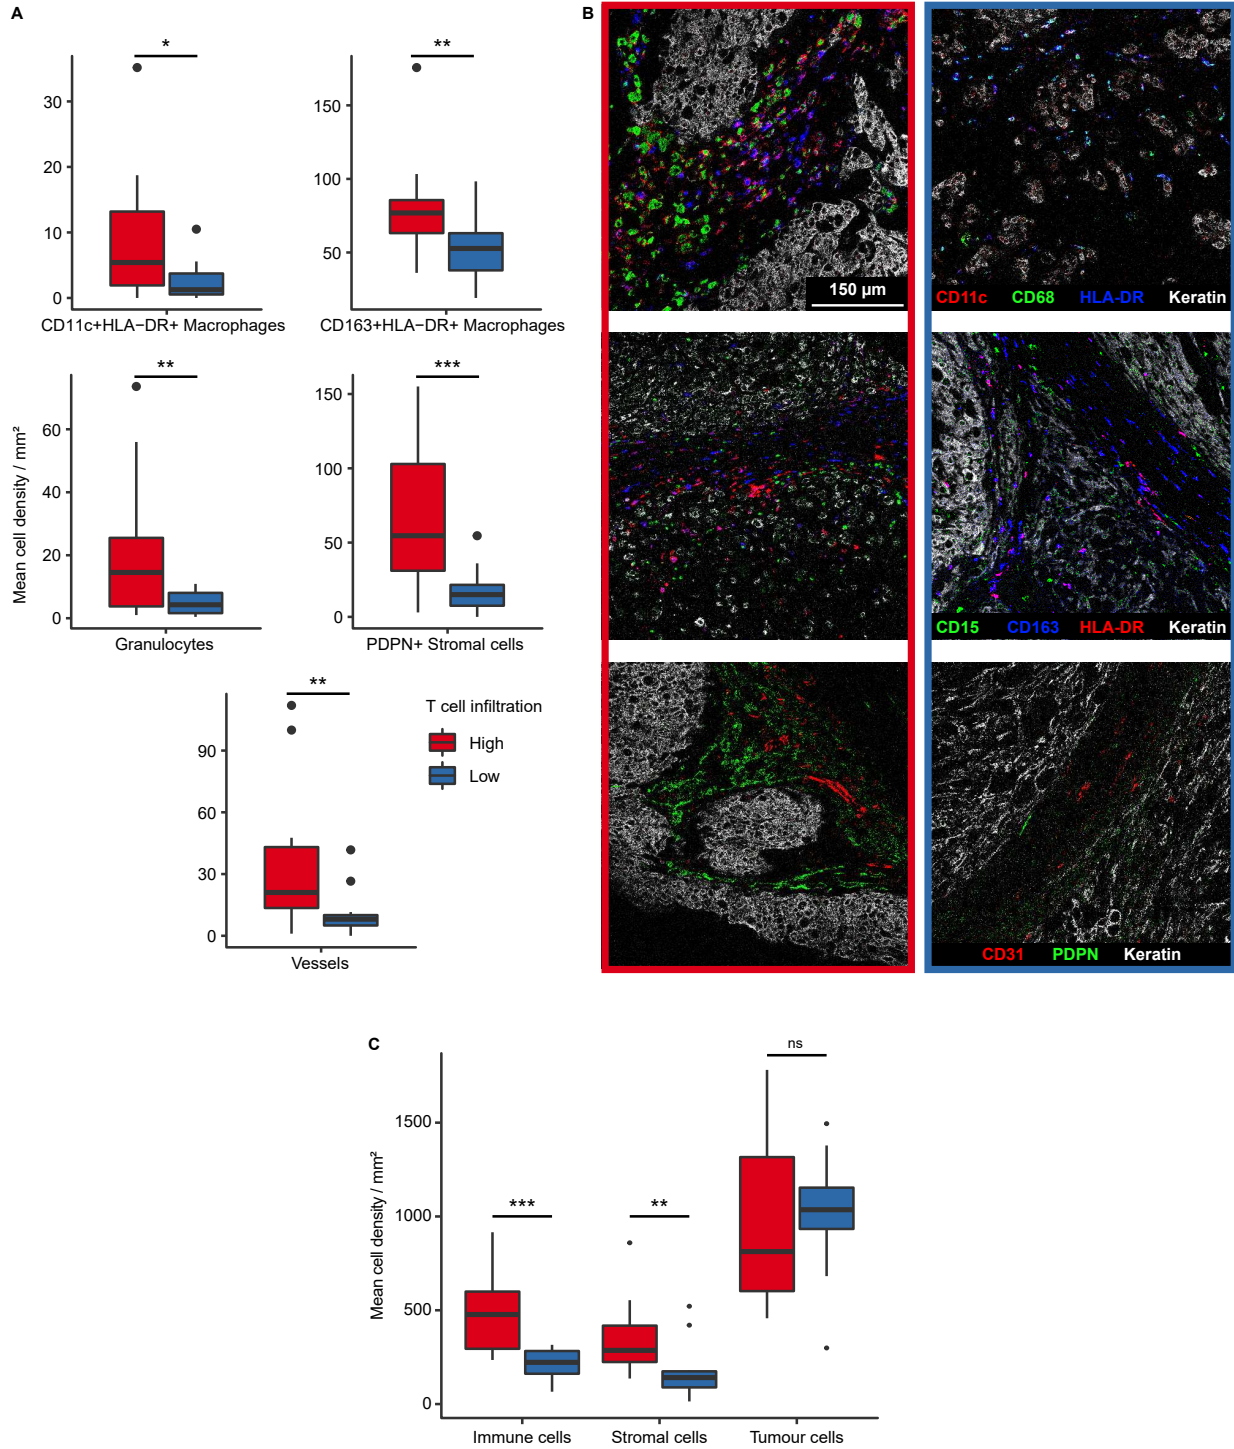 A
B
*
**
30
20
10
0
150
100
50
CD11c+HLA−DR+ Macrophages
CD163+HLA−DR+ Macrophages
150 µm
CD11c CD68 HLA-DR Keratin
**
***
Mean cell density / mm²
60
40
20
0
150
100
50
0
Granulocytes
PDPN+ Stromal cells
CD15 CD163 HLA-DR Keratin
**
90
60
30
0
Vessels
T cell infiltration
High
Low
CD31 PDPN Keratin
C
ns
***
**
Mean cell density / mm²
1500
1000
500
0
Immune cells
Stromal cells
Tumour cells